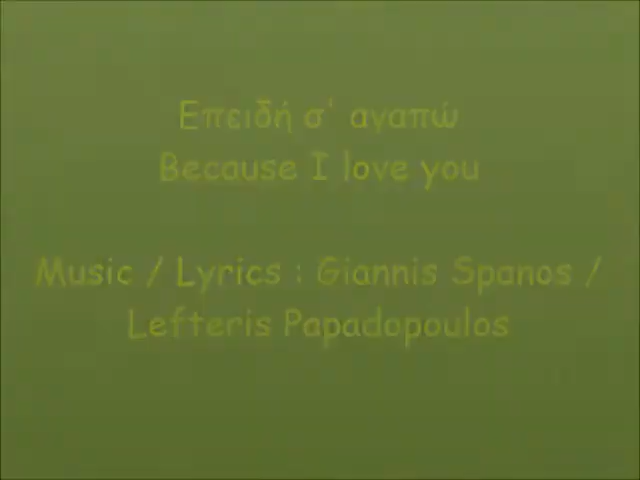 Επειδή σ' αγαπώ
Because I love you
Music / Lyrics : Giannis Spanos /
Lefteris Papadopoulos